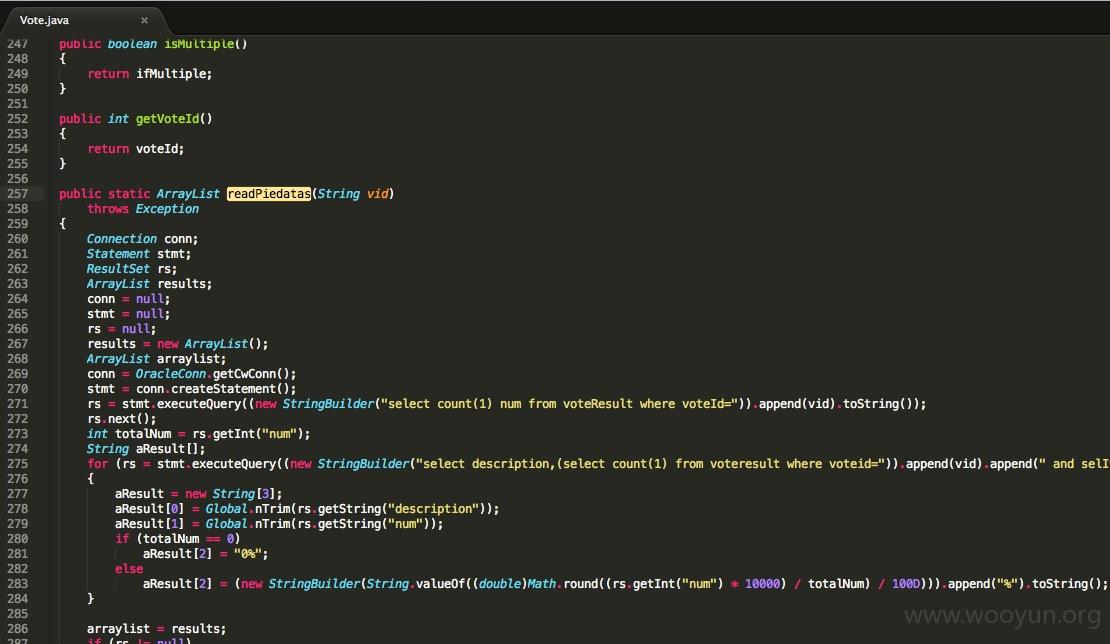 Vote.java ×
247 public boolean isMultiple()
248 {
249 return ifMultiple;
250 }
251
252 public int getVoteId()
253 {
254 return voteId;
255 }
256
257 public static ArrayList readPiedatas(String vid)
258 throws Exception
259 {
260 Connection conn;
261 Statement stmt;
262 ResultSet rs;
263 ArrayList results;
264 conn = null;
265 stmt = null;
266 rs = null;
267 results = new ArrayList();
268 ArrayList arraylist;
269 conn = OracleConn.getCwConn();
270 stmt = conn.createStatement();
271 rs = stmt.executeQuery((new StringBuilder("select count(1) num from voteResult where voteId=")).append(vid).toString());
272 rs.next();
273 int totalNum = rs.getInt("num");
274 String aResult[];
275 for (rs = stmt.executeQuery((new StringBuilder("select description,(select count(1) from voteresult where voteid=")).append(vid).append(" and selI
276 {
277 aResult = new String[3];
278 aResult[0] = Global.nTrim(rs.getString("description"));
279 aResult[1] = Global.nTrim(rs.getString("num"));
280 if (totalNum == 0)
281 aResult[2] = "0%";
282 else
283 aResult[2] = (new StringBuilder(String.valueOf((double)Math.round((rs.getInt("num") * 10000) / totalNum) / 100D))).append("%").toString();
284 }
285
286 arraylist = results;
287 if (rs != null)
www.wooyun.org